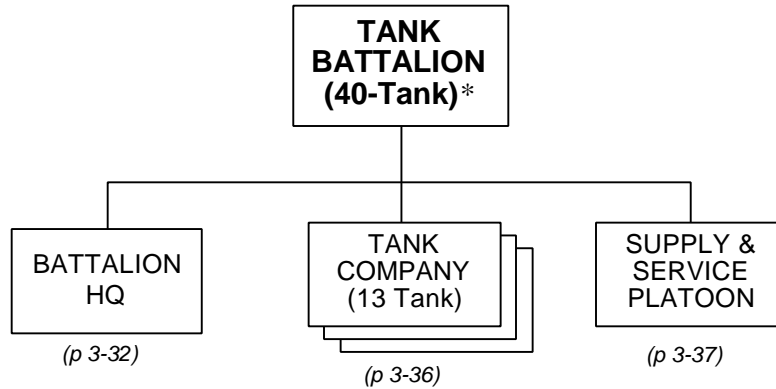 TANK
BATTALION
(40-Tank)*
BATTALION
HQ
(p 3-32)
TANK
COMPANY
(13 Tank)
(p 3-36)
SUPPLY &
SERVICE
PLATOON
(p 3-37)